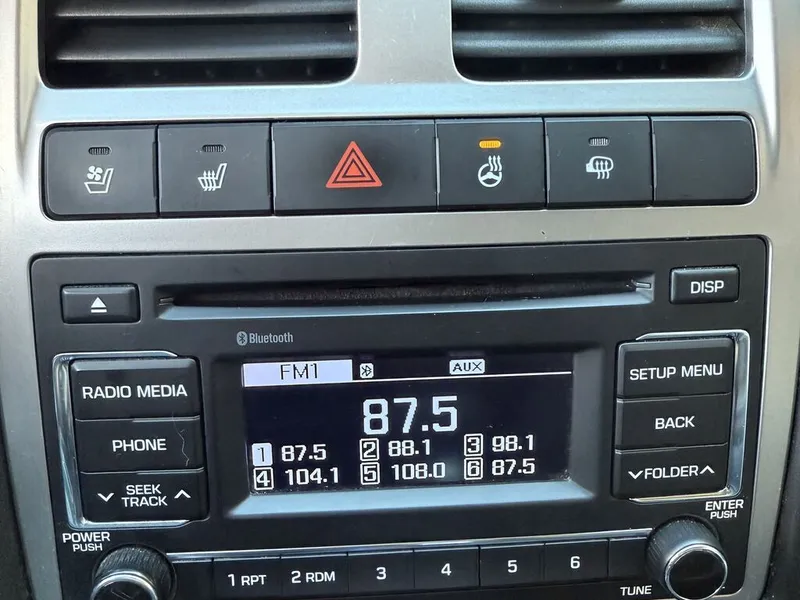 DISP
Bluetooth
FM1 AUX
87.5
1 87.5 2 88.1 3 98.1
4 104.1 5 108.0 6 87.5
RADIO MEDIA
PHONE
SEEK
TRACK
SETUP MENU
BACK
FOLDER
POWER
PUSH
ENTER
PUSH
1 RPT 2 RDM 3 4 5 6
TUNE